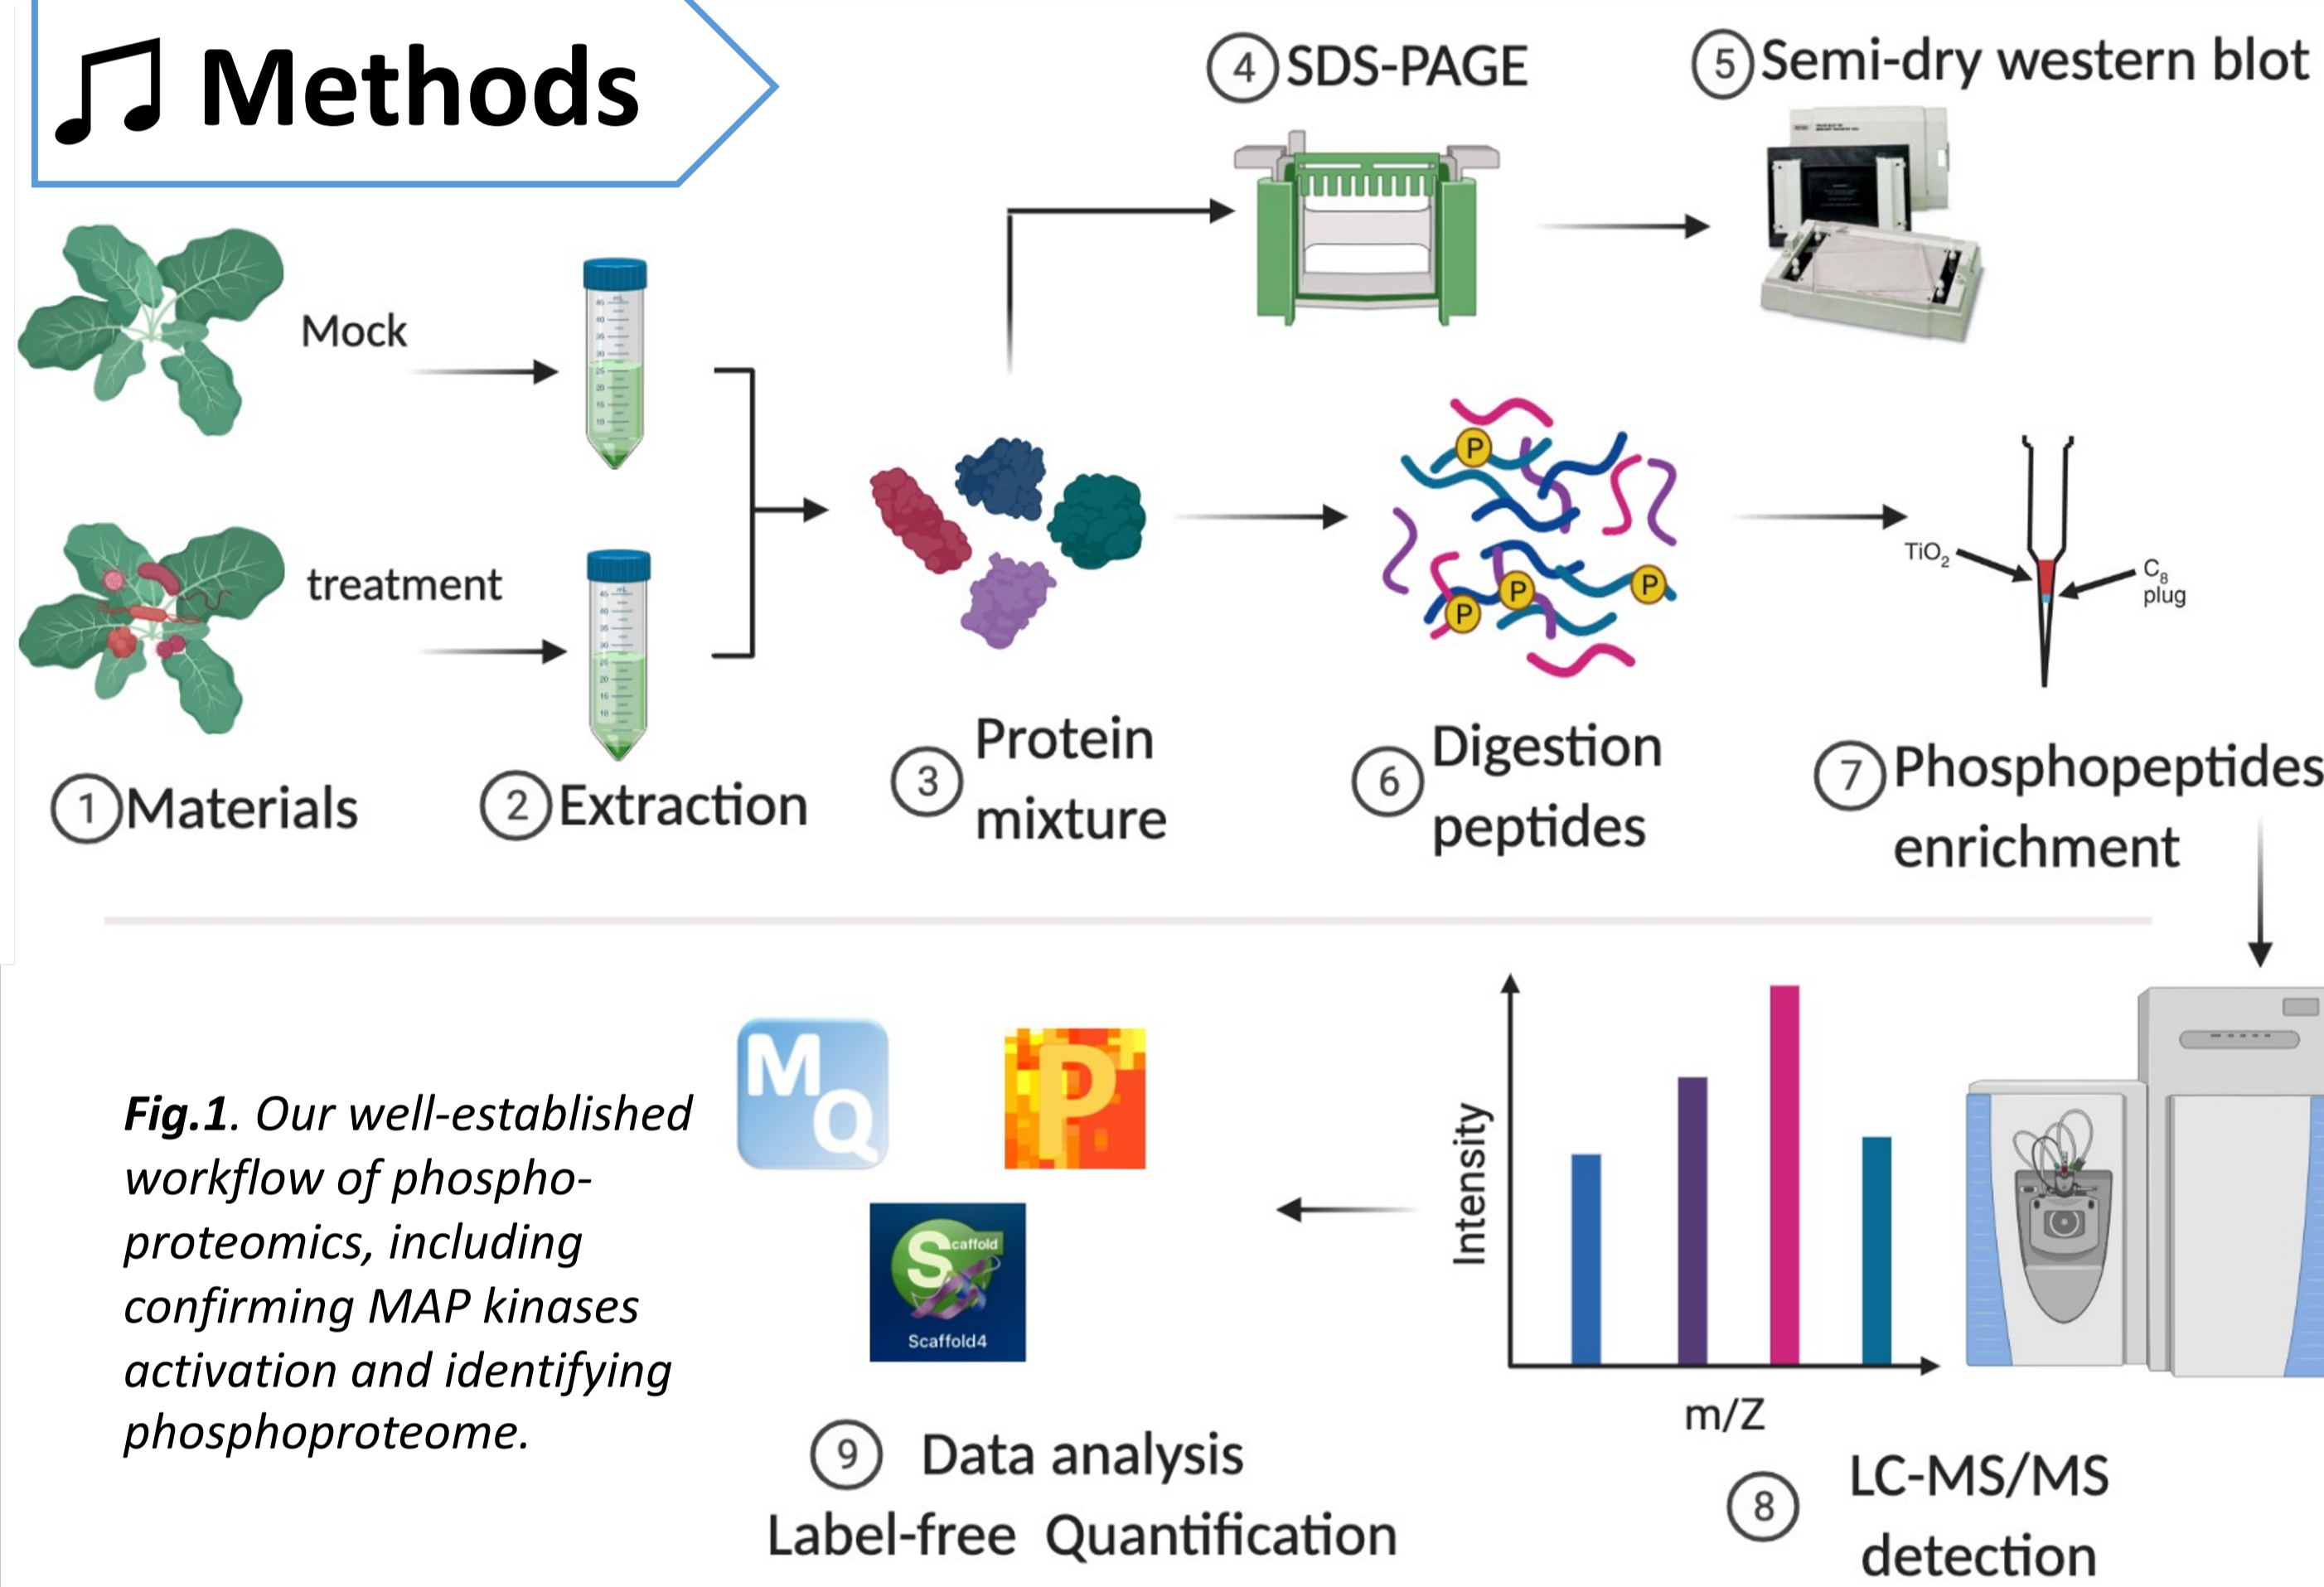 Methods
4 SDS-PAGE
5 Semi-dry western blot
Mock
treatment
1 Materials
2 Extraction
3 Protein
mixture
P
P
P
P
6 Digestion
peptides
TiO2
C8
plug
7 Phosphopeptides
enrichment
Fig.1. Our well-established
workflow of phospho-
proteomics, including
confirming MAP kinases
activation and identifying
phosphoproteome.
M
Q
P
Scaffold
Scaffold4
9 Data analysis
Label-free Quantification
Intensity
m/Z
8 LC-MS/MS
detection